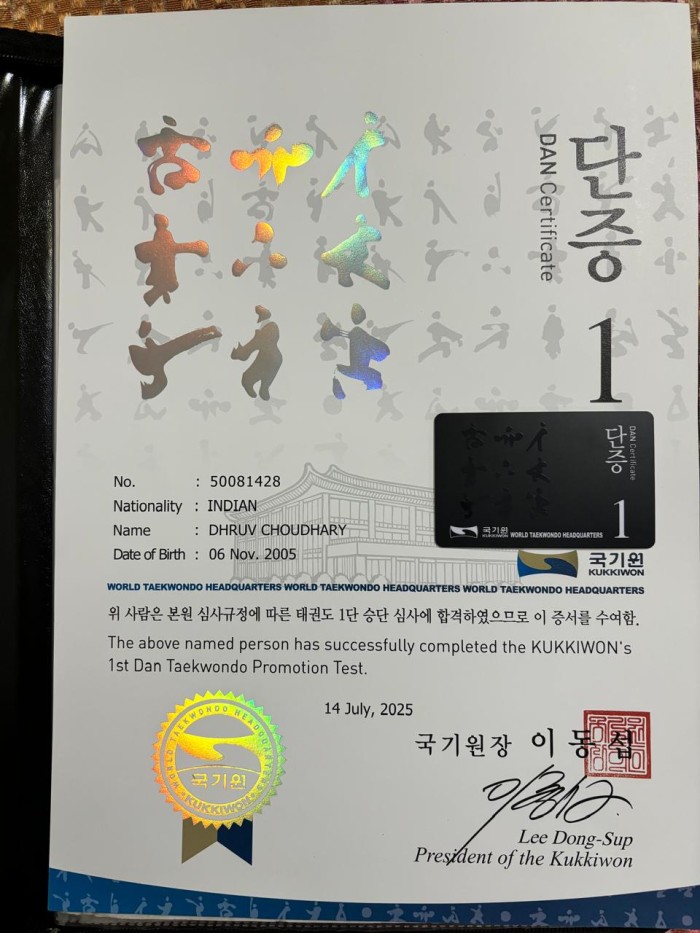 단증
DAN Certificate
1
단증
DAN Certificate
1
국기원
KUKKIWON
WORLD TAEKWONDO HEADQUARTERS
No. : 50081428
Nationality : INDIAN
Name : DHRUV CHOUDHARY
Date of Birth : 06 Nov. 2005
국기원
KUKKIWON
WORLD TAEKWONDO HEADQUARTERS WORLD TAEKWONDO HEADQUARTERS WORLD TAEKWONDO HEADQUARTERS
위 사람은 본원 심사규정에 따른 태권도 1단 승단 심사에 합격하였으므로 이 증서를 수여함.
The above named person has successfully completed the KUKKIWON's
1st Dan Taekwondo Promotion Test.
14 July, 2025
WORLD TAEKWONDO HEADQUARTERS
국기원
KUKKIWON
국기원장 이동섭
Lee Dong-Sup
President of the Kukkiwon